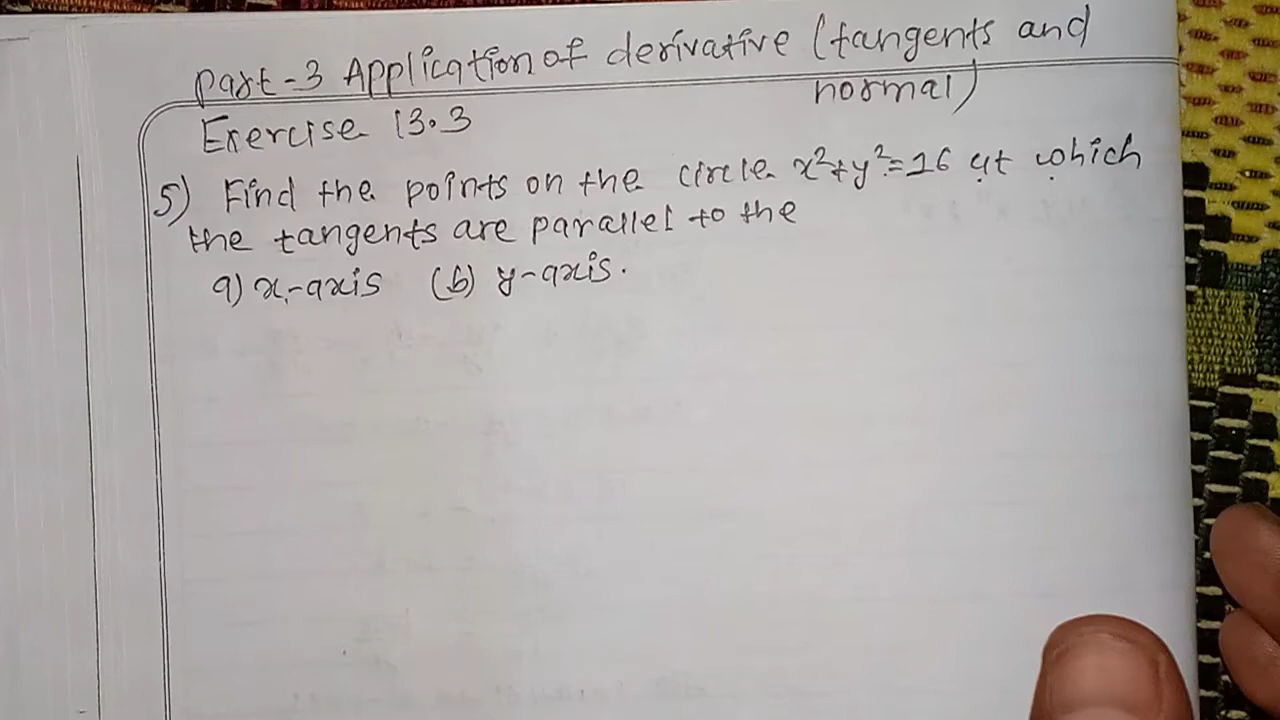 Part-3 Application of derivative (tangents and
normal)
Exercise 13.3
5) Find the points on the circle x²+y²=16 at which
the tangents are parallel to the
a) x-axis (b) y-axis.